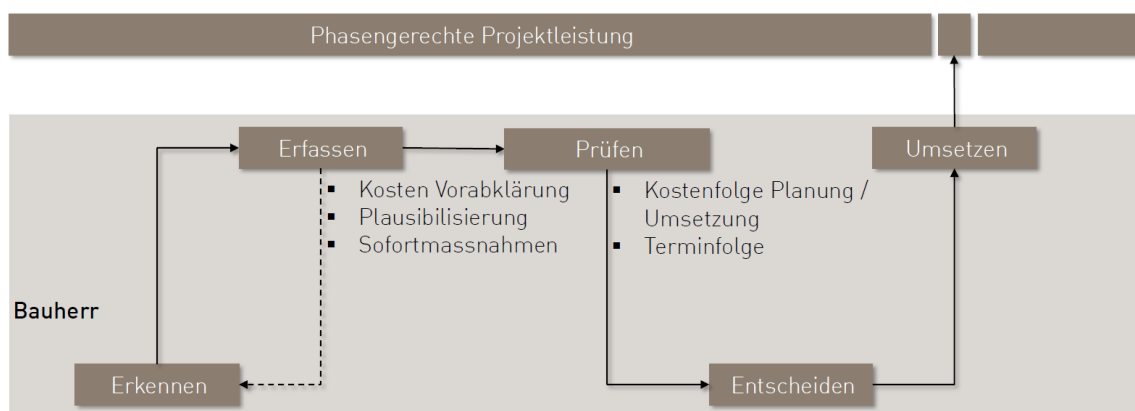 Phasengerechte Projektleistung
Erfassen
Prüfen
Umsetzen
▪ Kosten Vorabklärung
▪ Plausibilisierung
▪ Sofortmassnahmen
▪ Kostenfolge Planung /
Umsetzung
▪ Terminfolge
Bauherr
Erkennen
Entscheiden